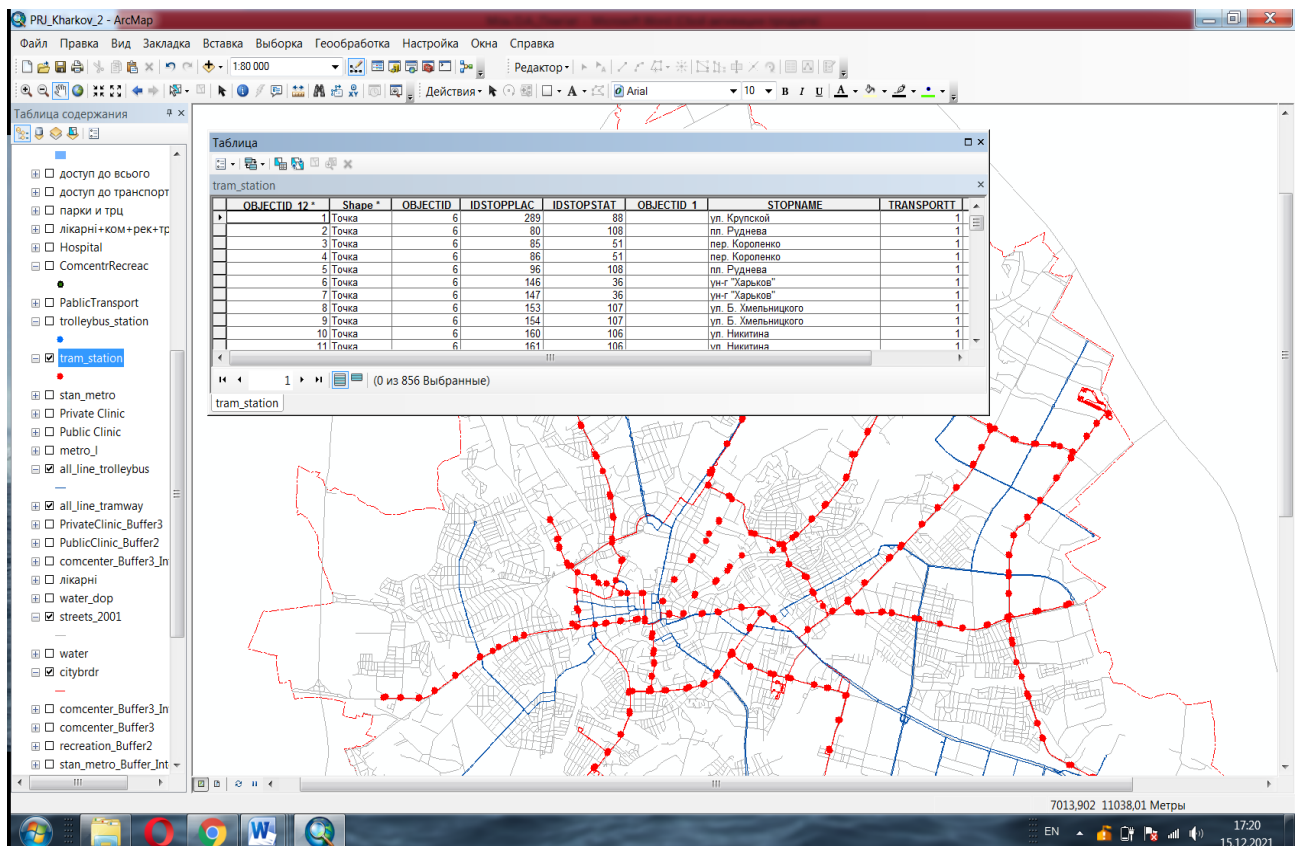 PRJ_Kharkov_2 - ArcMap
Файл Правка Вид Закладка Вставка Выборка Геообработка Настройка Окна Справка
1:80 000 Редактор
Действия A Arial 10 B I U A
Таблица содержания
доступ до всього
доступ до транспорт
парки и трц
лікарні+ком+рек+тр
Hospital
ComcentrRecreac
PablicTransport
trolleybus_station
tram_station
stan_metro
Private Clinic
Public Clinic
metro_l
all_line_trolleybus
all_line_tramway
PrivateClinic_Buffer3
PublicClinic_Buffer2
comcenter_Buffer3_In
лікарні
water_dop
streets_2001
water
citybrdr
comcenter_Buffer3_In
comcenter_Buffer3
recreation_Buffer2
stan_metro_Buffer_Int
Таблица
tram_station
OBJECTID_12 * Shape * OBJECTID IDSTOPPLAC IDSTOPSTAT OBJECTID_1 STOPNAME TRANSPORTT
1 Точка 6 289 88 ул. Крупской 1
2 Точка 6 80 108 пл. Руднева 1
3 Точка 6 85 51 пер. Короленко 1
4 Точка 6 86 51 пер. Короленко 1
5 Точка 6 96 108 пл. Руднева 1
6 Точка 6 146 36 ун-г "Харьков" 1
7 Точка 6 147 36 ун-г "Харьков" 1
8 Точка 6 153 107 ул. Б. Хмельницкого 1
9 Точка 6 154 107 ул. Б. Хмельницкого 1
10 Точка 6 160 106 ул. Никитина 1
11 Точка 6 161 106 ул. Никитина 1
1 (0 из 856 Выбранные)
tram_station
7013,902 11038,01 Метры
EN 17:20
15.12.2021